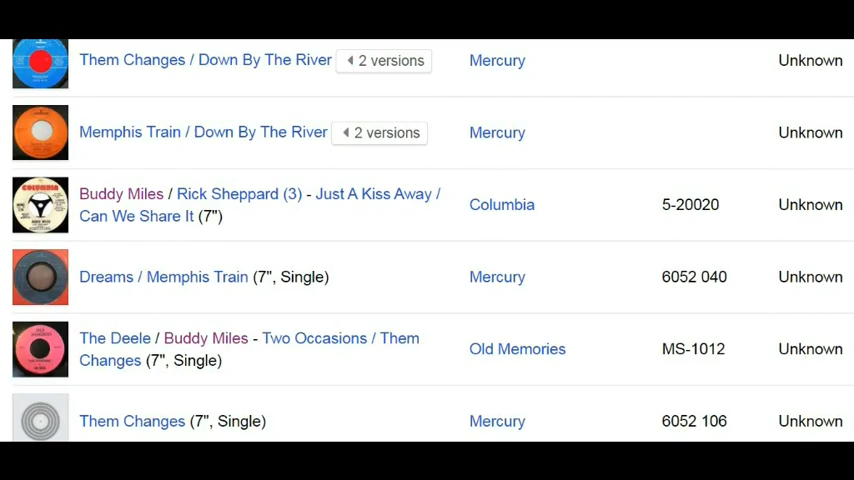 Them Changes / Down By The River 2 versions Mercury Unknown
Memphis Train / Down By The River 2 versions Mercury Unknown
Buddy Miles / Rick Sheppard (3) - Just A Kiss Away /
Can We Share It (7") Columbia 5-20020 Unknown
Dreams / Memphis Train (7", Single) Mercury 6052 040 Unknown
The Deele / Buddy Miles - Two Occasions / Them
Changes (7", Single) Old Memories MS-1012 Unknown
Them Changes (7", Single) Mercury 6052 106 Unknown